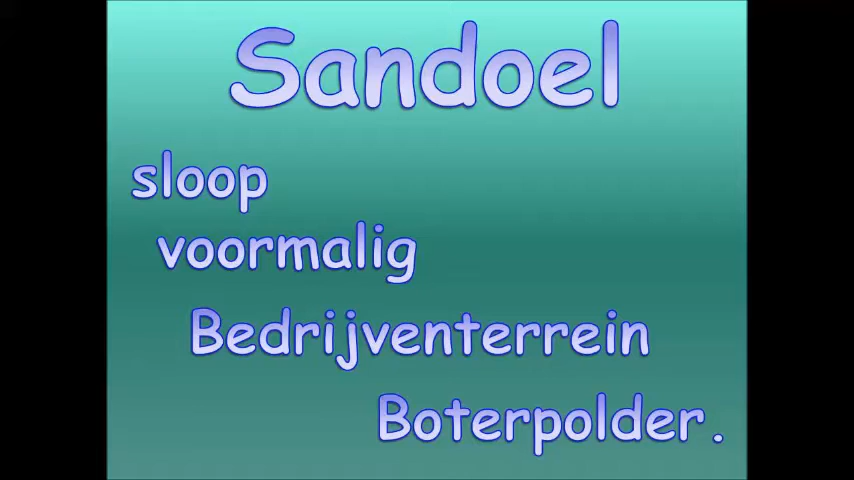 Sandoel
sloop
voormalig
Bedrijventerrein
Boterpolder.